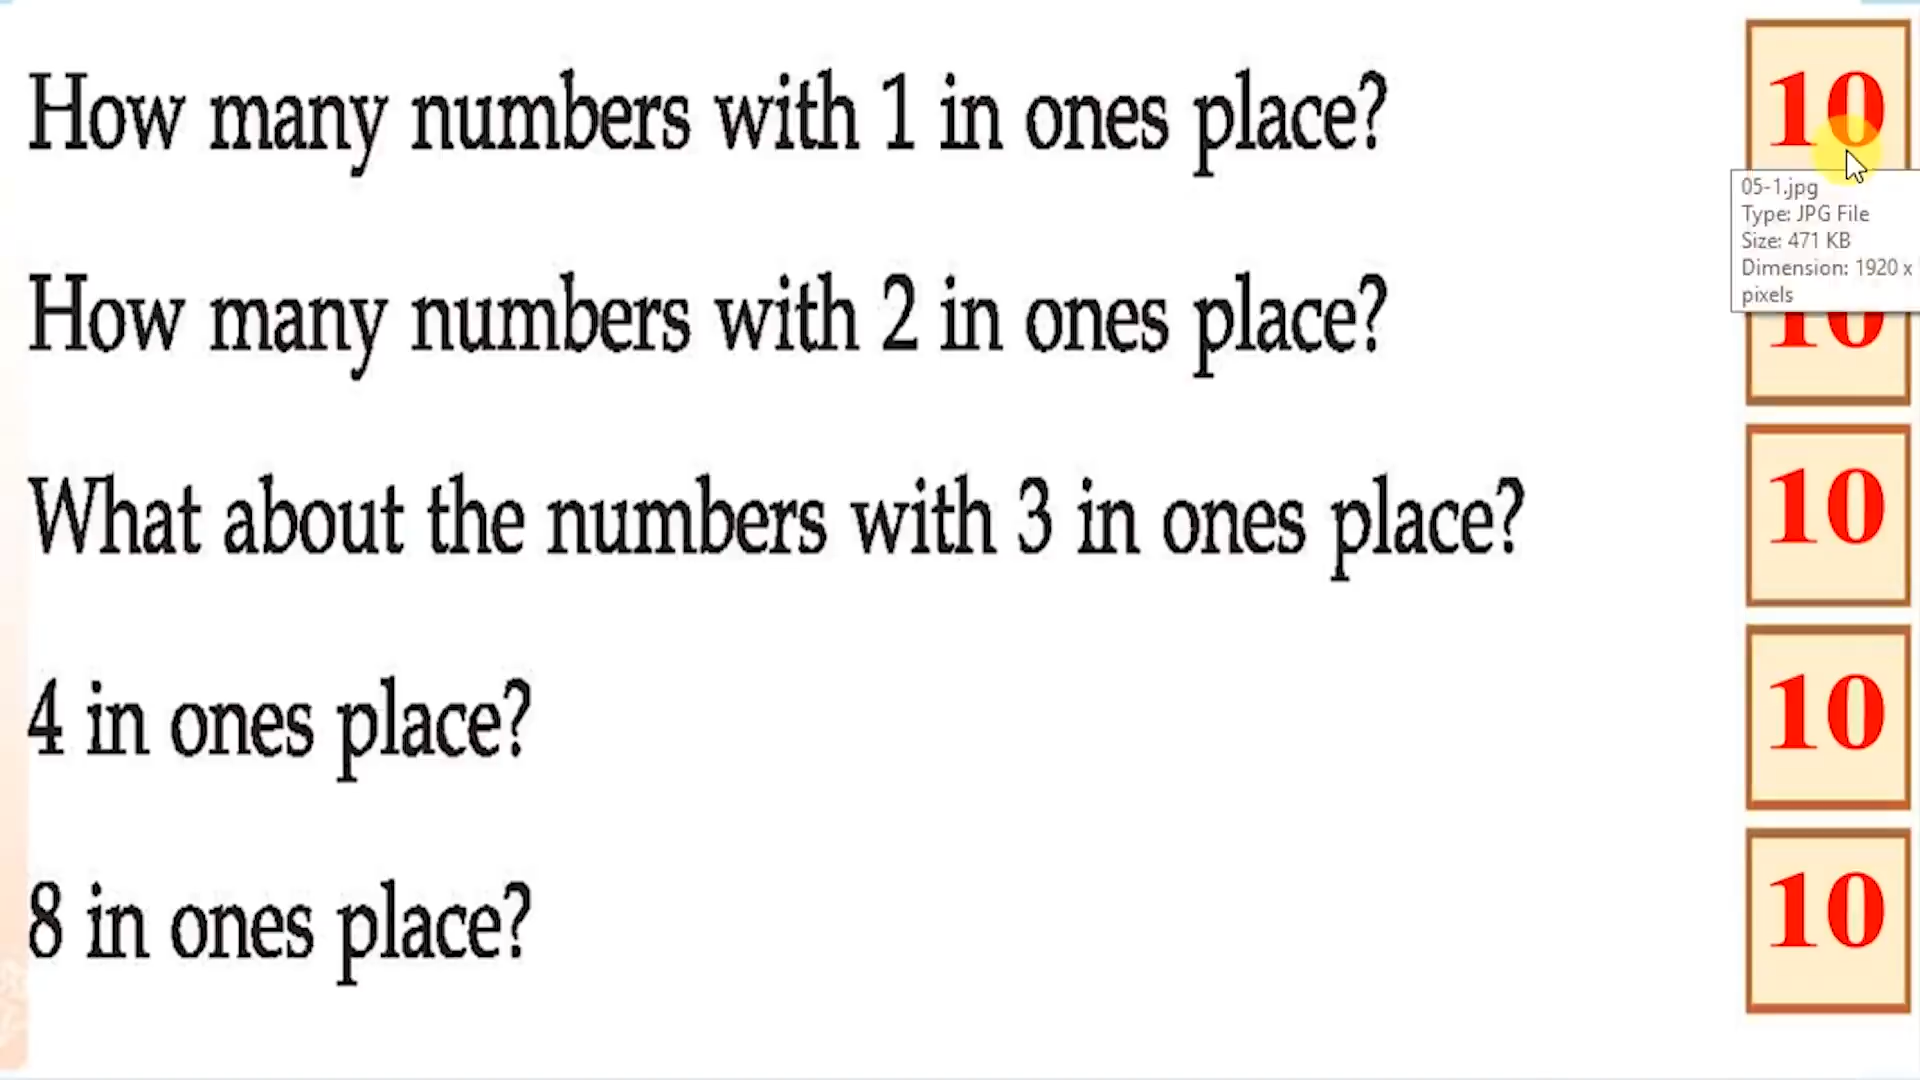 How many numbers with 1 in ones place? 10
05-1.jpg
Type: JPG File
Size: 471 KB
Dimension: 1920 x
pixels
How many numbers with 2 in ones place? 10
What about the numbers with 3 in ones place? 10
4 in ones place? 10
8 in ones place? 10